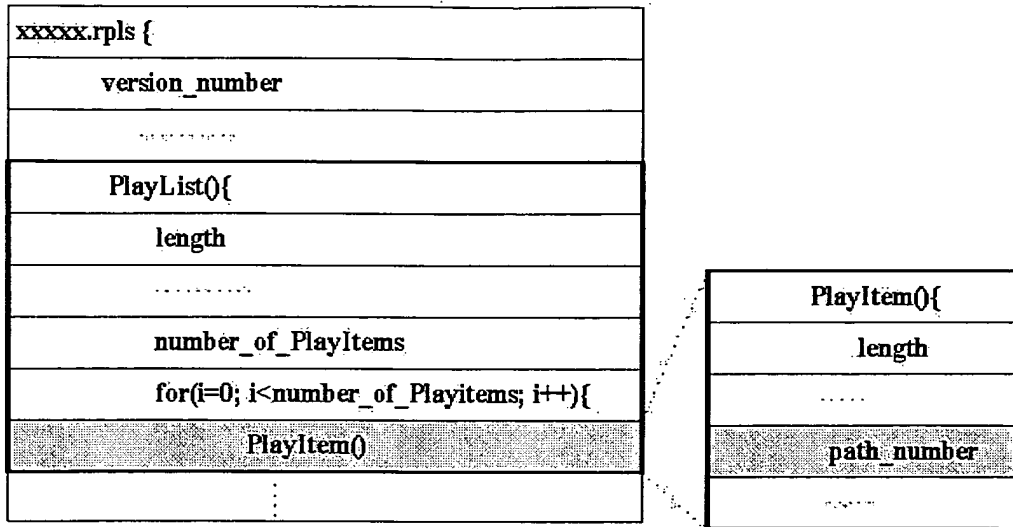 xxxxx.rpls {
version_number
..........
PlayList(){
length
..........
number_of_PlayItems
for(i=0; i<number_of_Playitems; i++){
PlayItem()
⋮
PlayItem(){
length
.....
path_number
.....